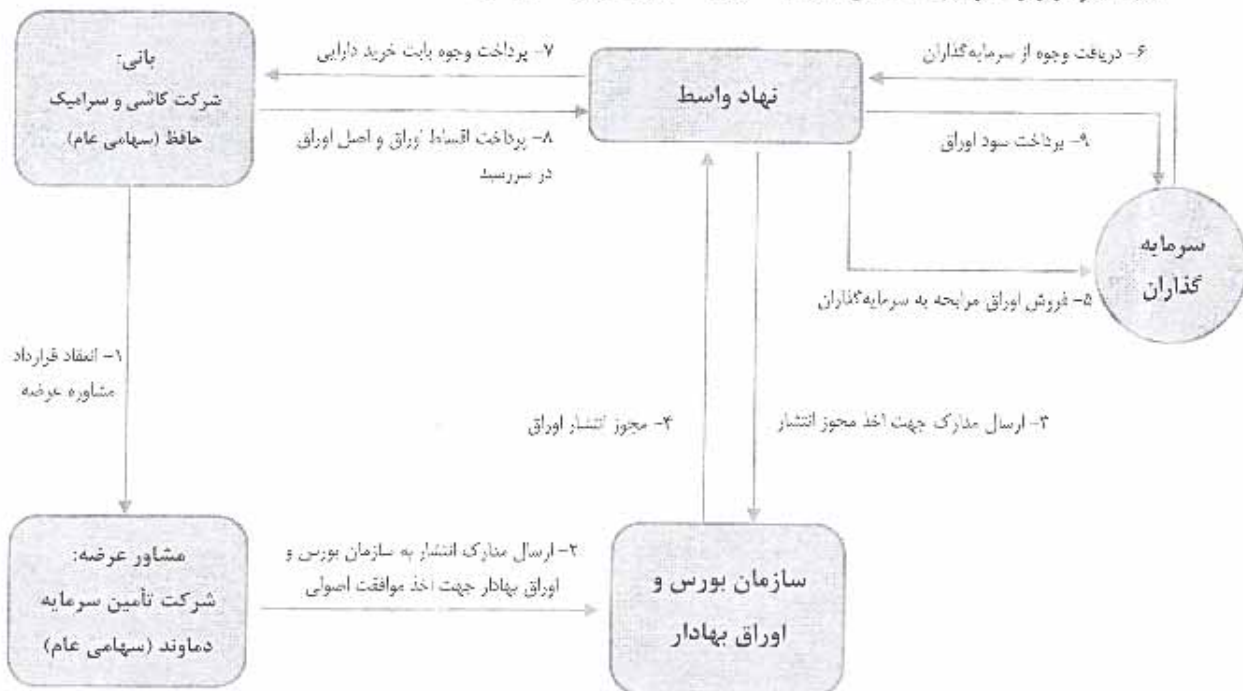 بانی:
شرکت کاشی و سرامیک
حافظ (سهامی عام)
۷- پرداخت وجوه بابت خرید دارایی
۸- پرداخت اقساط اوراق و اصل اوراق
در سررسید
نهاد واسط
۶- دریافت وجوه از سرمایه‌گذاران
۹- پرداخت سود اوراق
سرمایه
گذاران
۵- فروش اوراق مرابحه به سرمایه‌گذاران
۱- انعقاد قرارداد
مشاوره عرضه
۴- مجوز انتشار اوراق
۳- ارسال مدارک جهت اخذ مجوز انتشار
مشاور عرضه:
شرکت تأمین سرمایه
دماوند (سهامی عام)
۲- ارسال مدارک انتشار به سازمان بورس و
اوراق بهادار جهت اخذ موافقت اصولی
سازمان بورس و
اوراق بهادار